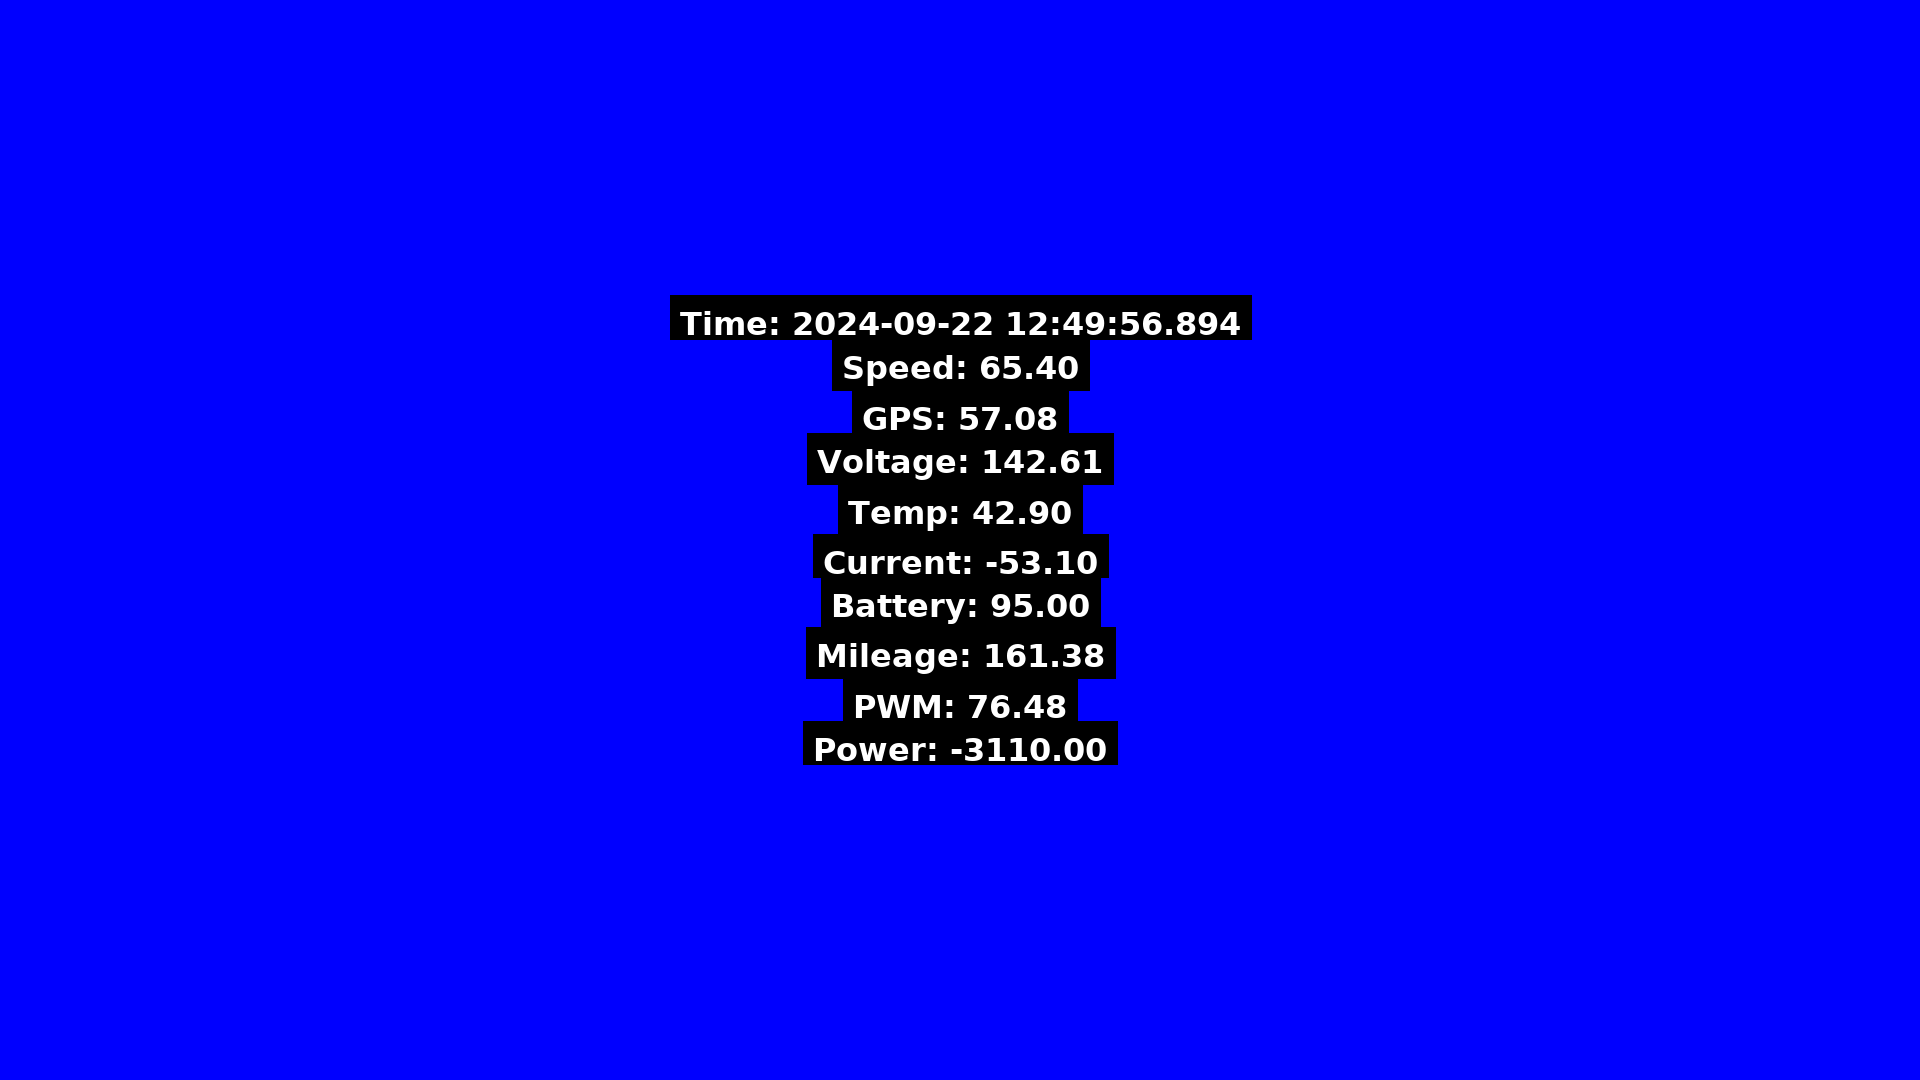 Time: 2024-09-22 12:49:56.894
Speed: 65.40
GPS: 57.08
Voltage: 142.61
Temp: 42.90
Current: -53.10
Battery: 95.00
Mileage: 161.38
PWM: 76.48
Power: -3110.00